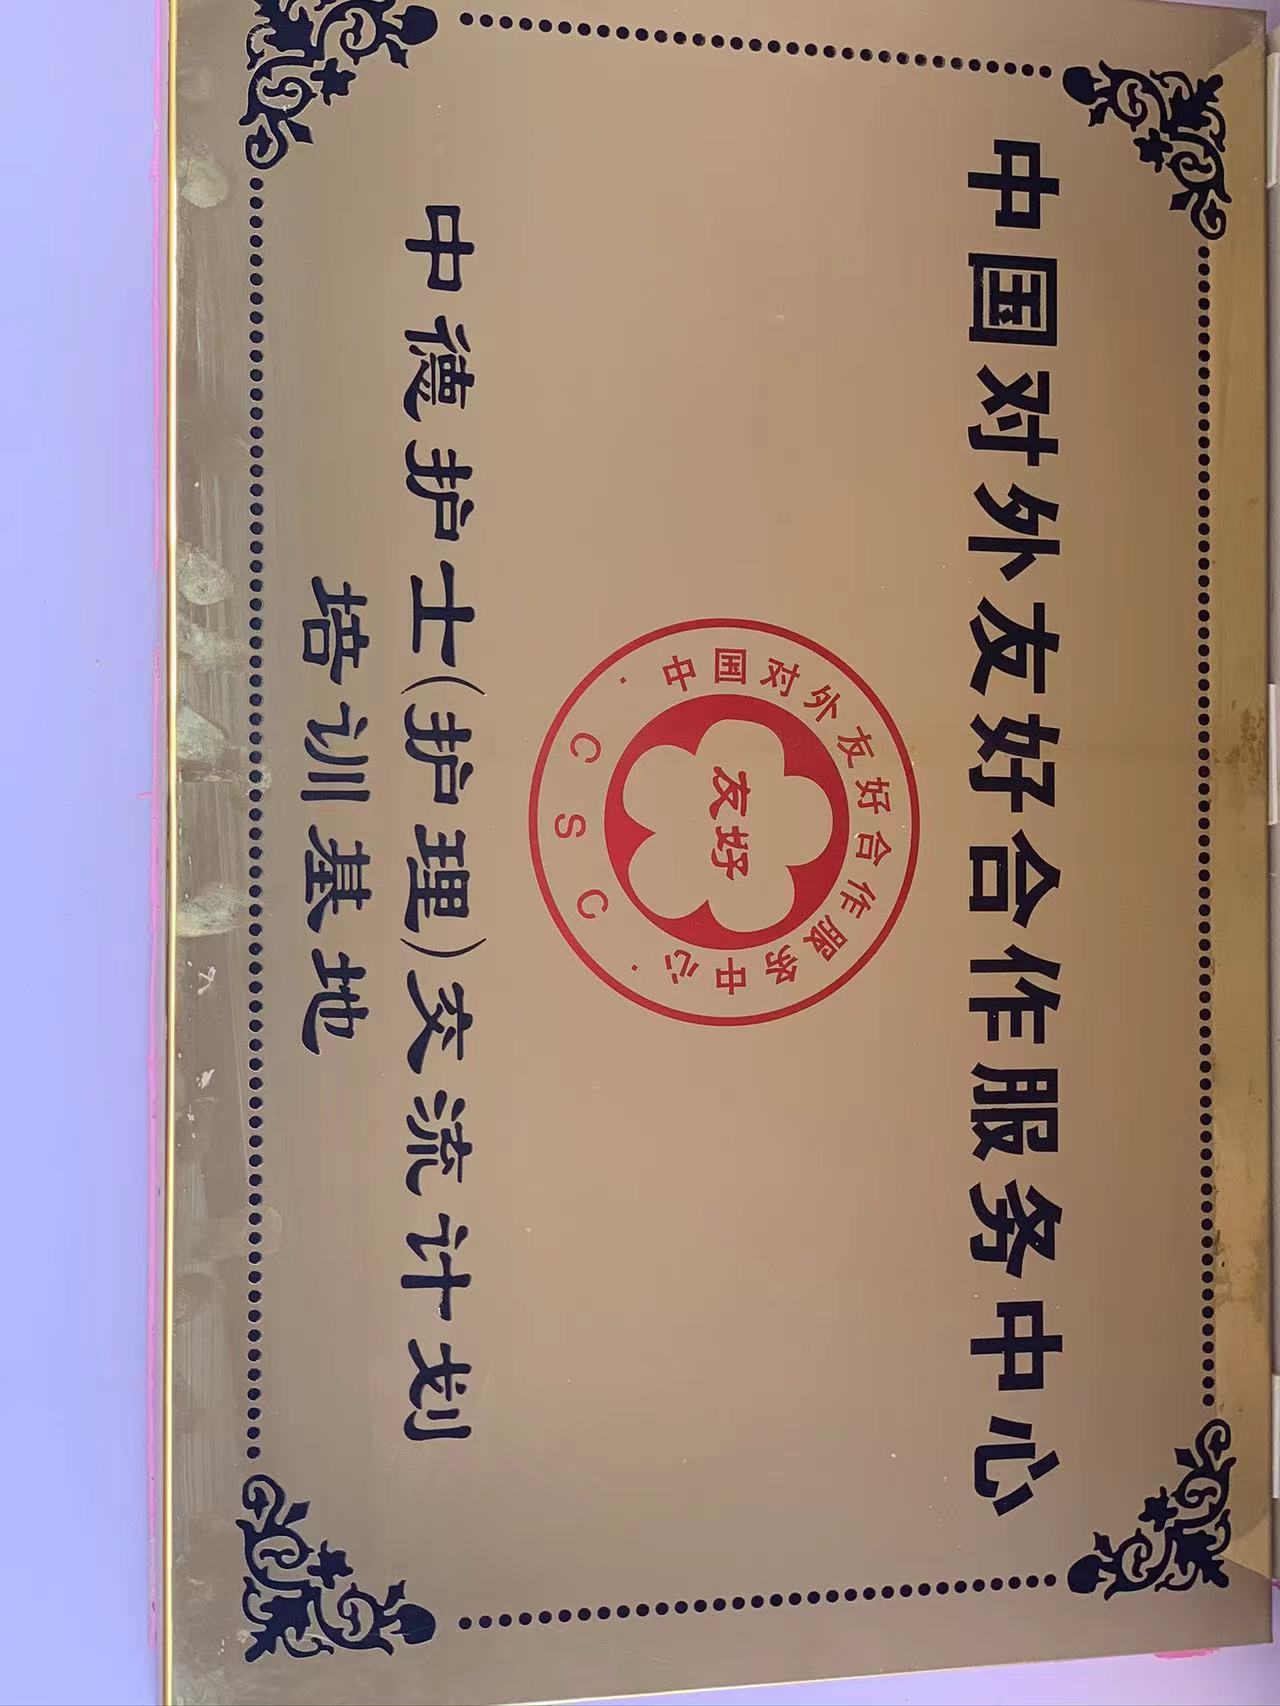 中国对外友好合作服务中心
中国对外友好合作服务中心
友好
CSC
中德护士(护理)交流计划
培训基地